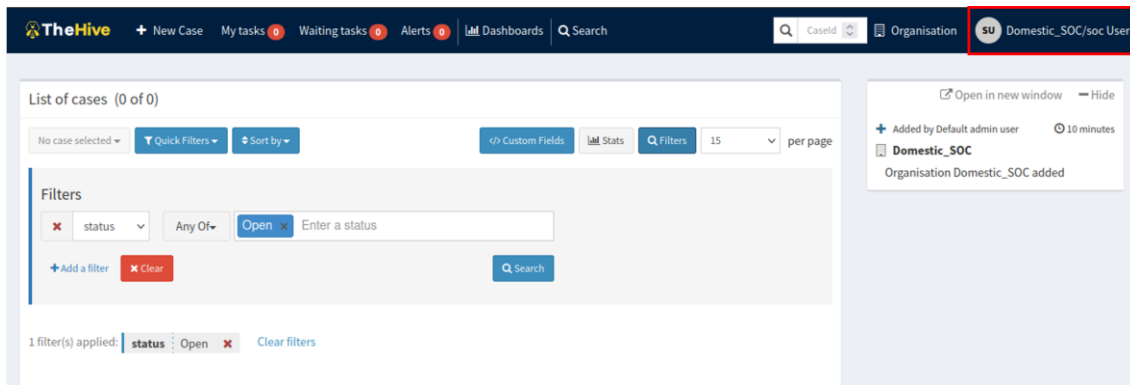 TheHive + New Case My tasks 0 Waiting tasks 0 Alerts 0 Dashboards Search CaseId Organisation SU Domestic_SOC/soc User
List of cases (0 of 0)
No case selected Quick Filters Sort by </> Custom Fields Stats Filters 15 per page
Filters
status Any Of Open × Enter a status
+ Add a filter × Clear Search
1 filter(s) applied: status Open × Clear filters
Open in new window — Hide
+ Added by Default admin user 10 minutes
Domestic_SOC
Organisation Domestic_SOC added